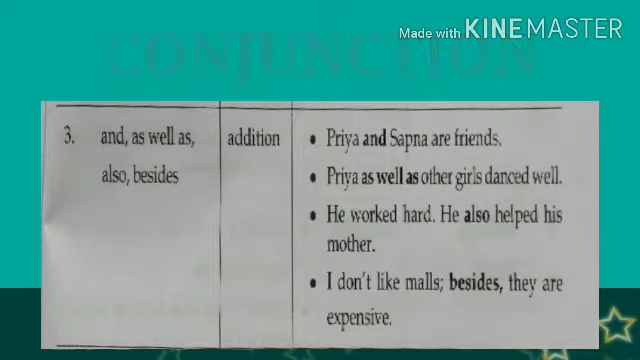 Made with KINEMASTER
CONJUNCTION
3. and, as well as, addition • Priya and Sapna are friends.
also, besides • Priya as well as other girls danced well.
• He worked hard. He also helped his
mother.
• I don't like malls; besides, they are
expensive.